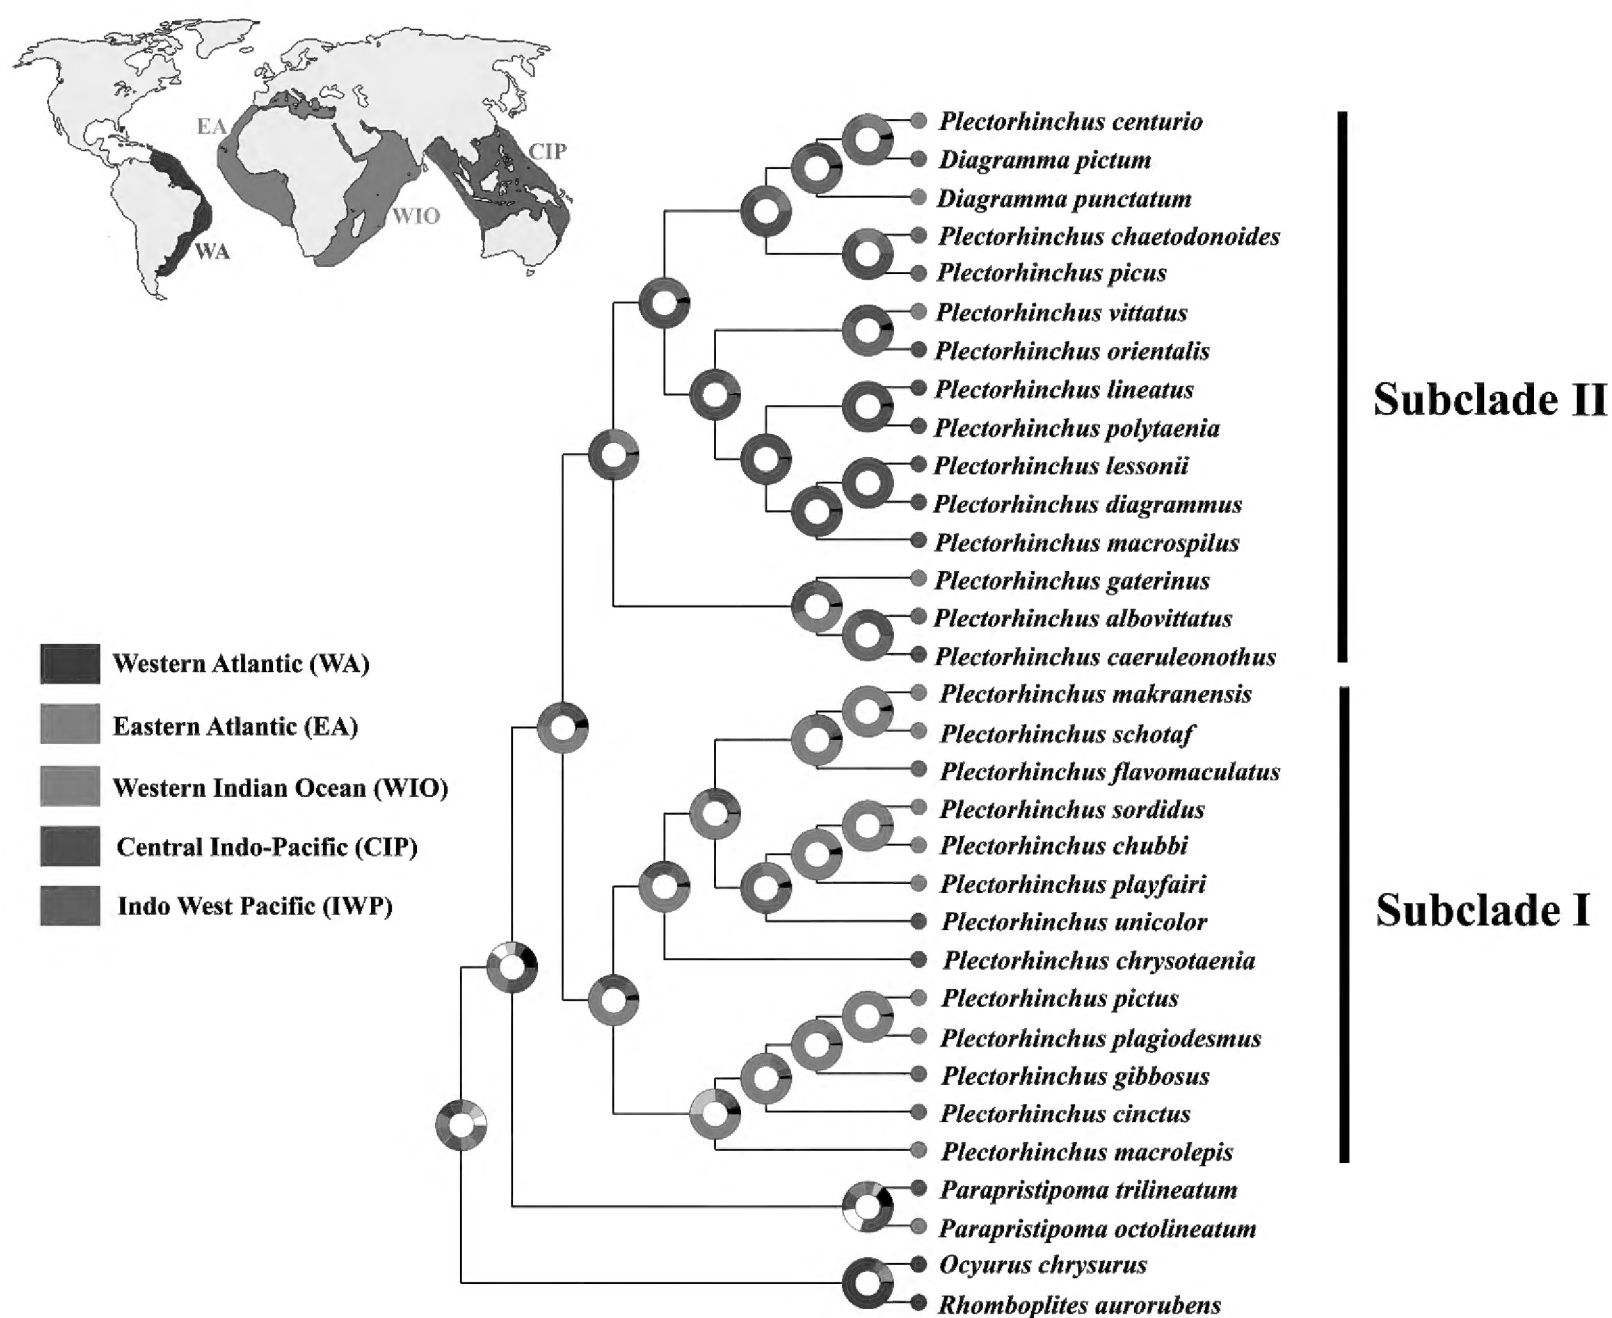 EA
CIP
WIO
WA
Plectorhinchus centurio
Diagramma pictum
Diagramma punctatum
Plectorhinchus chaetodonoides
Plectorhinchus picus
Plectorhinchus vittatus
Plectorhinchus orientalis
Plectorhinchus lineatus
Plectorhinchus polytaenia
Plectorhinchus lessonii
Plectorhinchus diagrammus
Plectorhinchus macrospilus
Plectorhinchus gaterinus
Plectorhinchus albovittatus
Plectorhinchus caeruleonothus
Subclade II
Plectorhinchus makranensis
Plectorhinchus schotaf
Plectorhinchus flavomaculatus
Plectorhinchus sordidus
Plectorhinchus chubbi
Plectorhinchus playfairi
Plectorhinchus unicolor
Plectorhinchus chrysotaenia
Plectorhinchus pictus
Plectorhinchus plagiodesmus
Plectorhinchus gibbosus
Plectorhinchus cinctus
Plectorhinchus macrolepis
Subclade I
Parapristipoma trilineatum
Parapristipoma octolineatum
Ocyurus chrysurus
Rhomboplites aurorubens
Western Atlantic (WA)
Eastern Atlantic (EA)
Western Indian Ocean (WIO)
Central Indo-Pacific (CIP)
Indo West Pacific (IWP)